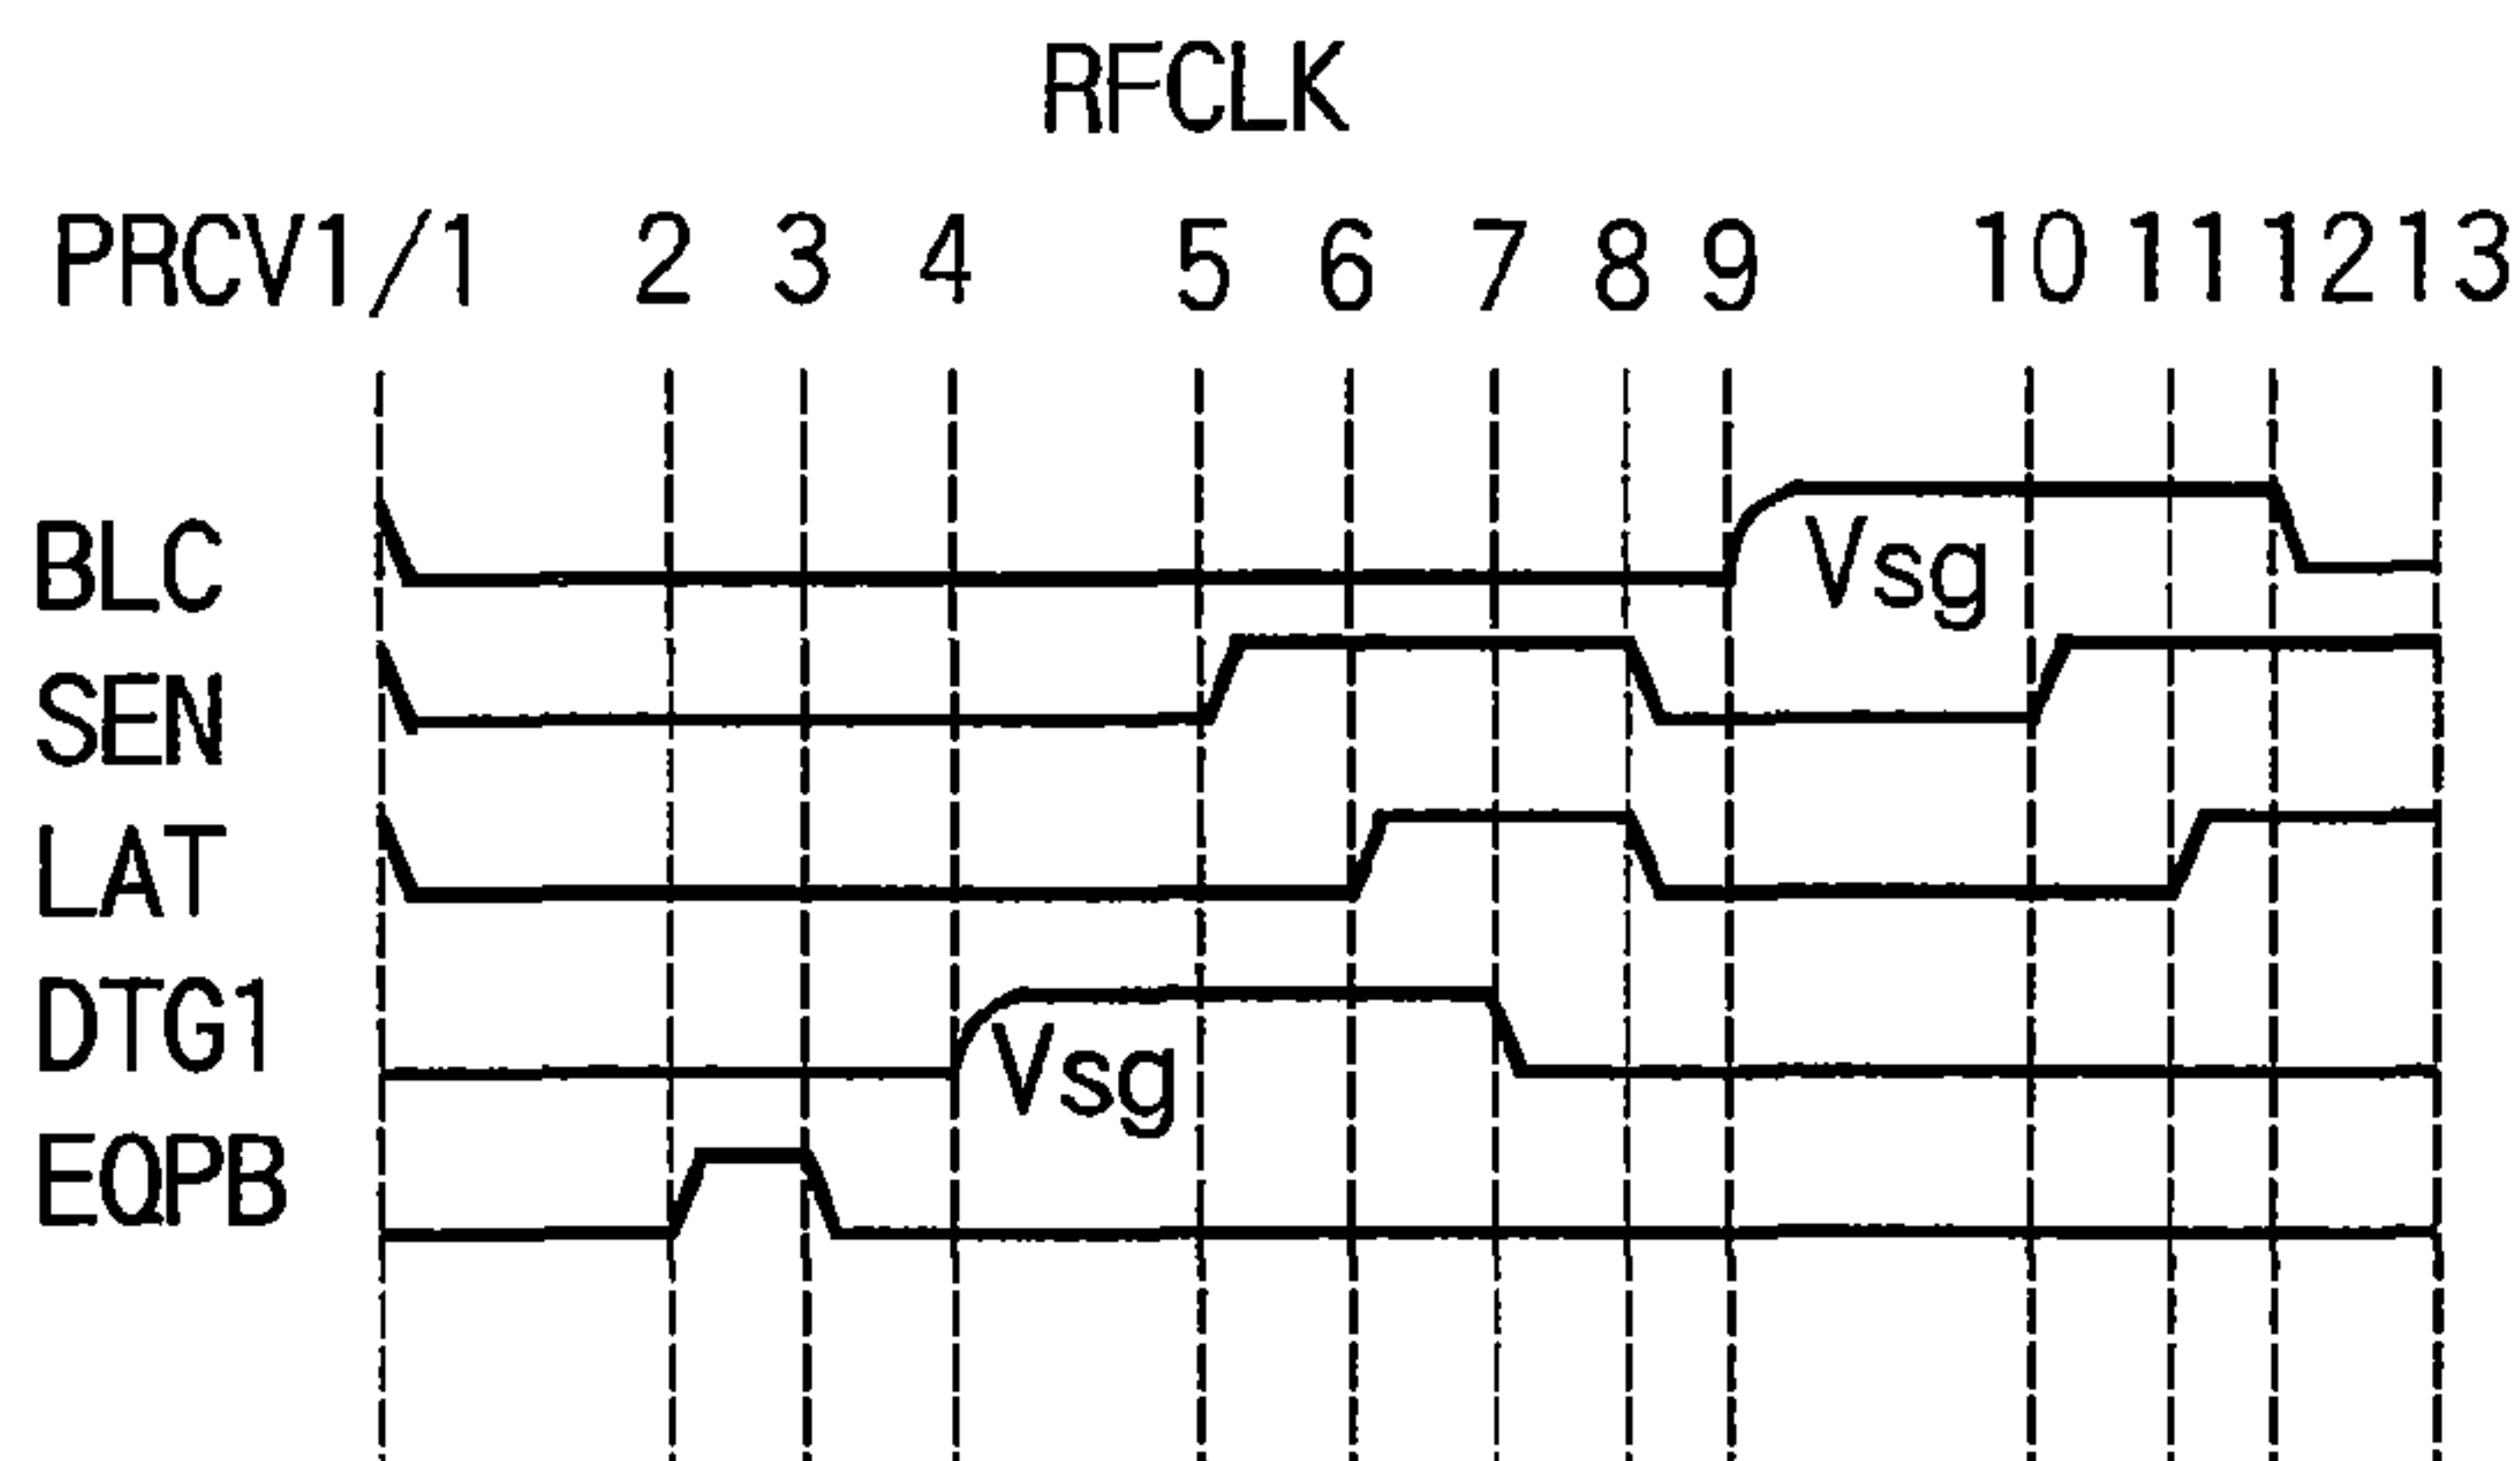 RFCLK
PRCV1/1 2 3 4 5 6 7 8 9 10 11 12 13
BLC
Vsg
SEN
LAT
DTG1
Vsg
EQPB